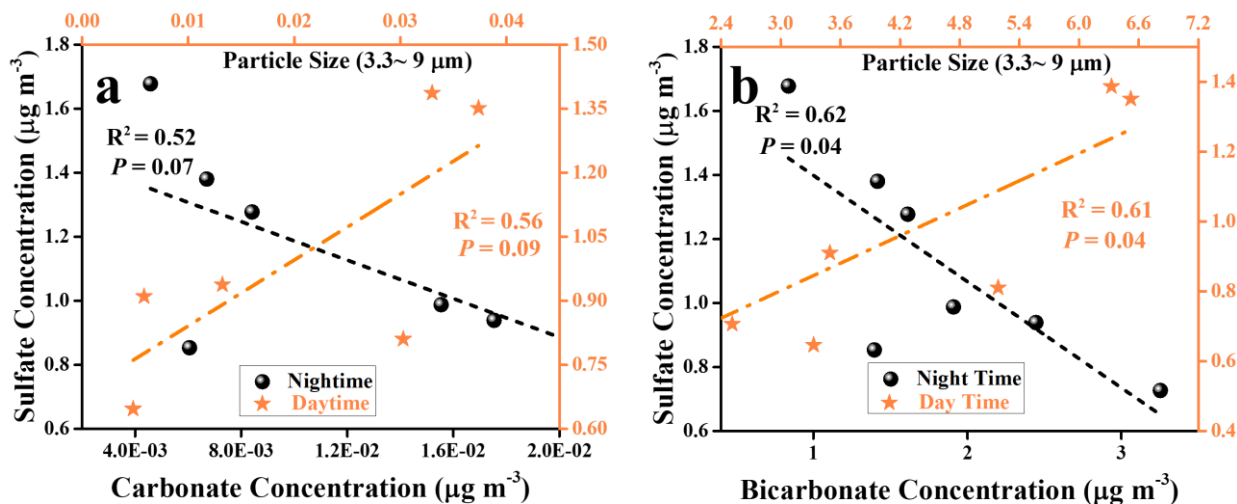 0.00 0.01 0.02 0.03 0.04
1.8 1.6 1.4 1.2 1.0 0.8 0.6
Sulfate Concentration (μg m-3)
a
Particle Size (3.3~ 9 μm)
R2 = 0.52
P = 0.07
R2 = 0.56
P = 0.09
Nightime
Daytime
1.50 1.35 1.20 1.05 0.90 0.75 0.60
4.0E-03 8.0E-03 1.2E-02 1.6E-02 2.0E-02
Carbonate Concentration (μg m-3)
2.4 3.0 3.6 4.2 4.8 5.4 6.0 6.6 7.2
1.8 1.6 1.4 1.2 1.0 0.8 0.6
Sulfate Concentration (μg m-3)
b
Particle Size (3.3~ 9 μm)
R2 = 0.62
P = 0.04
R2 = 0.61
P = 0.04
Night Time
Day Time
1.4 1.2 1.0 0.8 0.6 0.4
1 2 3
Bicarbonate Concentration (μg m-3)